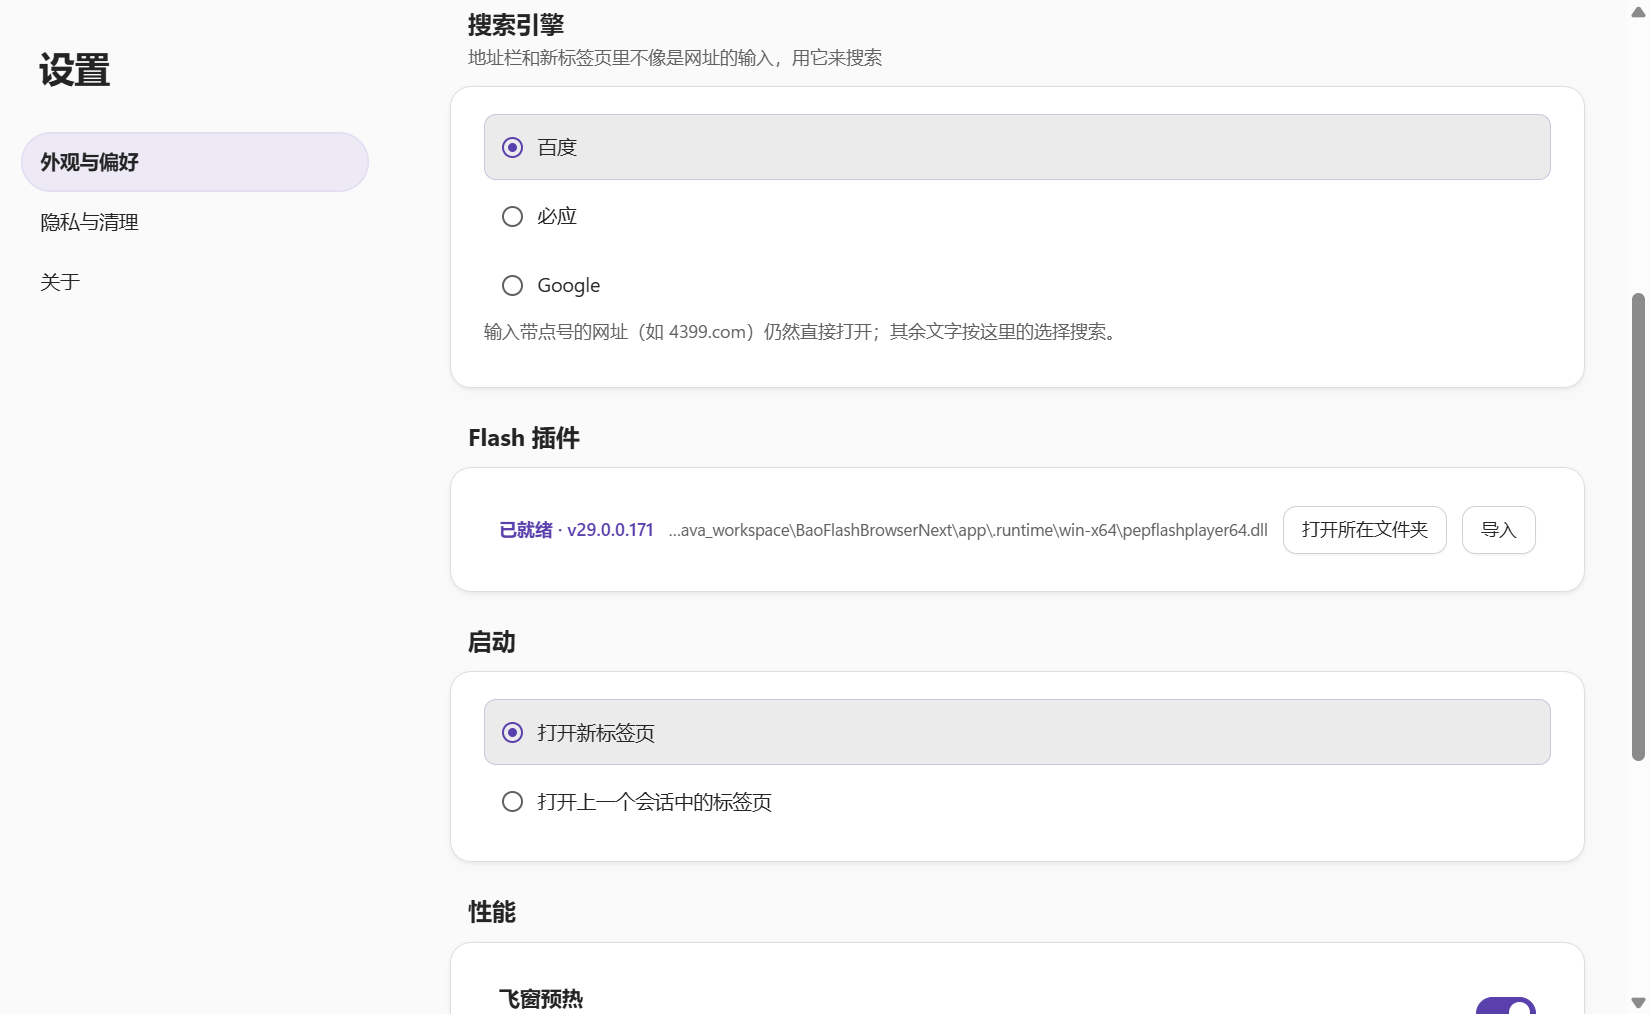 设置
外观与偏好
隐私与清理
关于
搜索引擎
地址栏和新标签页里不像是网址的输入，用它来搜索
百度
必应
Google
输入带点号的网址（如 4399.com）仍然直接打开；其余文字按这里的选择搜索。
Flash 插件
已就绪 · v29.0.0.171 ...ava_workspace\BaoFlashBrowserNext\app\.runtime\win-x64\pepflashplayer64.dll 打开所在文件夹 导入
启动
打开新标签页
打开上一个会话中的标签页
性能
飞窗预热